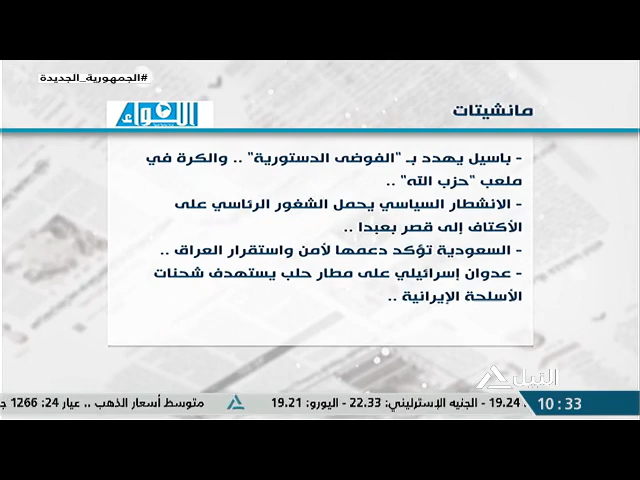 #الجمهورية_الجديدة
اللواء
مانشيتات
- باسيل يهدد بـ "الفوضى الدستورية" .. والكرة في
ملعب "حزب الله" ..
- الانشطار السياسي يحمل الشغور الرئاسي على
الأكتاف إلى قصر بعبدا ..
- السعودية تؤكد دعمها لأمن واستقرار العراق ..
- عدوان إسرائيلي على مطار حلب يستهدف شحنات
الأسلحة الإيرانية ..
النيل
19.24 - الجنيه الإسترليني: 22.33 - اليورو: 19.21
متوسط أسعار الذهب .. عيار 24: 1266
10:33